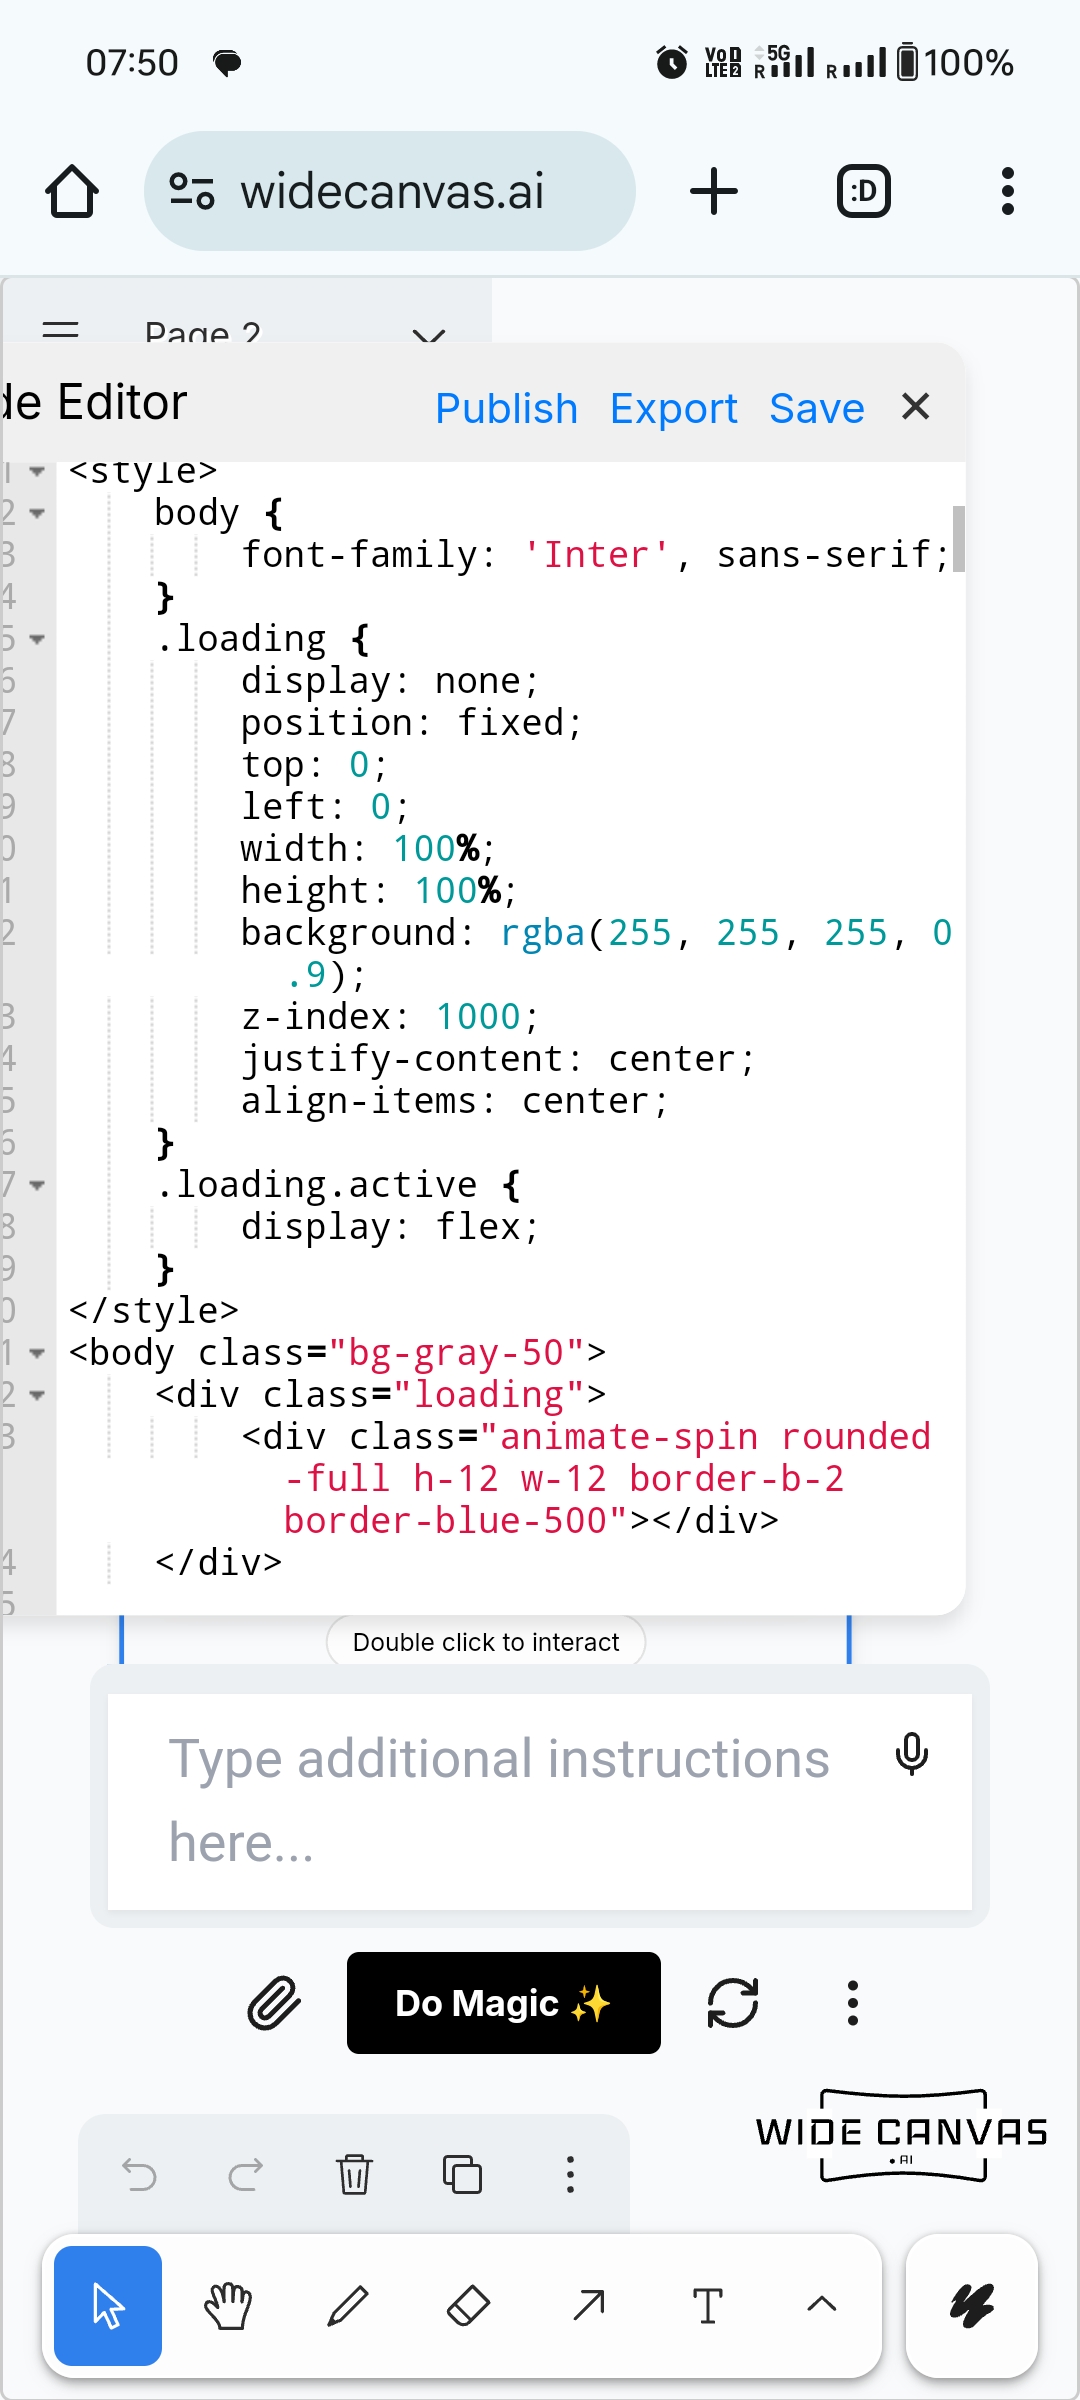 07:50
VoD LTE2 5G R R 100%
widecanvas.ai
:D
Page 2
de Editor Publish Export Save ✕
1 <style>
2 body {
3 font-family: 'Inter', sans-serif;
4 }
5 .loading {
6 display: none;
7 position: fixed;
8 top: 0;
9 left: 0;
0 width: 100%;
1 height: 100%;
2 background: rgba(255, 255, 255, 0
.9);
3 z-index: 1000;
4 justify-content: center;
5 align-items: center;
6 }
7 .loading.active {
8 display: flex;
9 }
0 </style>
1 <body class="bg-gray-50">
2 <div class="loading">
3 <div class="animate-spin rounded
-full h-12 w-12 border-b-2
border-blue-500"></div>
4 </div>
5
Double click to interact
Type additional instructions
here...
Do Magic ✨
WIDE CANVAS
.AI
T